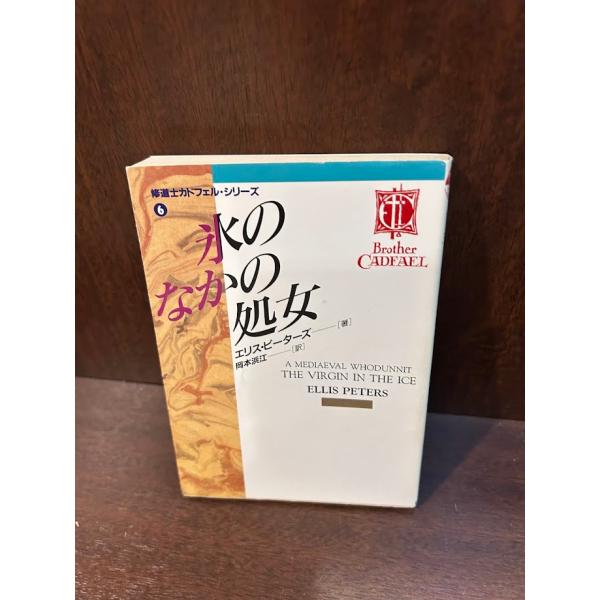 修道士カドフェル・シリーズ
6
氷の
なかの
処女
エリス・ピーターズ──[著]
岡本浜江──[訳]
Brother
CADFAEL
A MEDIAEVAL WHODUNNIT
THE VIRGIN IN THE ICE
ELLIS PETERS